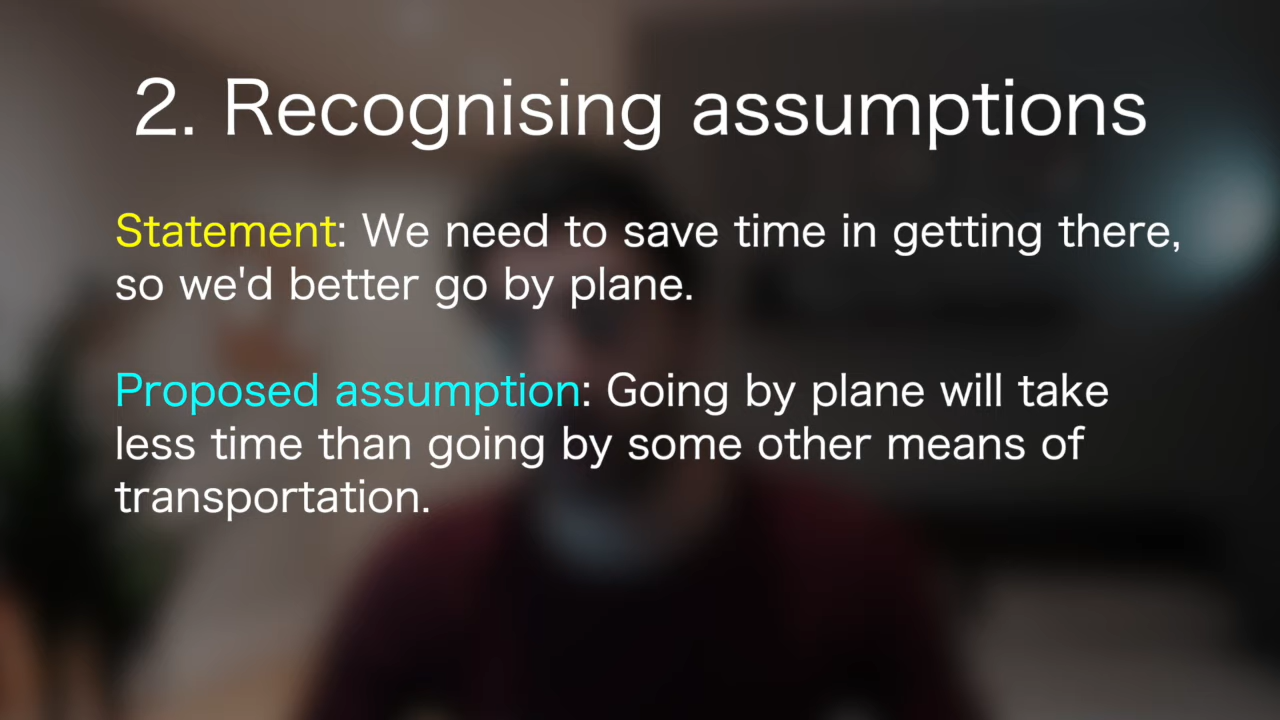 2. Recognising assumptions
Statement: We need to save time in getting there,
so we'd better go by plane.
Proposed assumption: Going by plane will take
less time than going by some other means of
transportation.